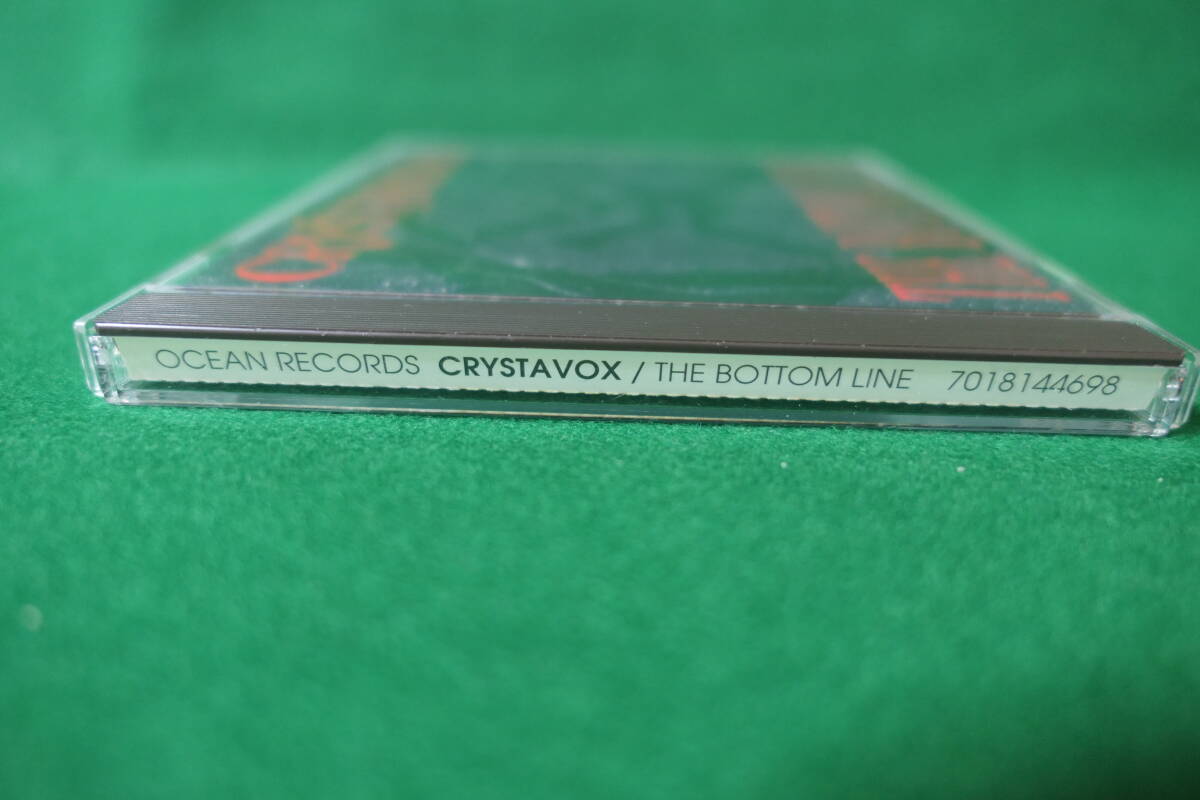 OCEAN RECORDS CRYSTAVOX / THE BOTTOM LINE 7018144698